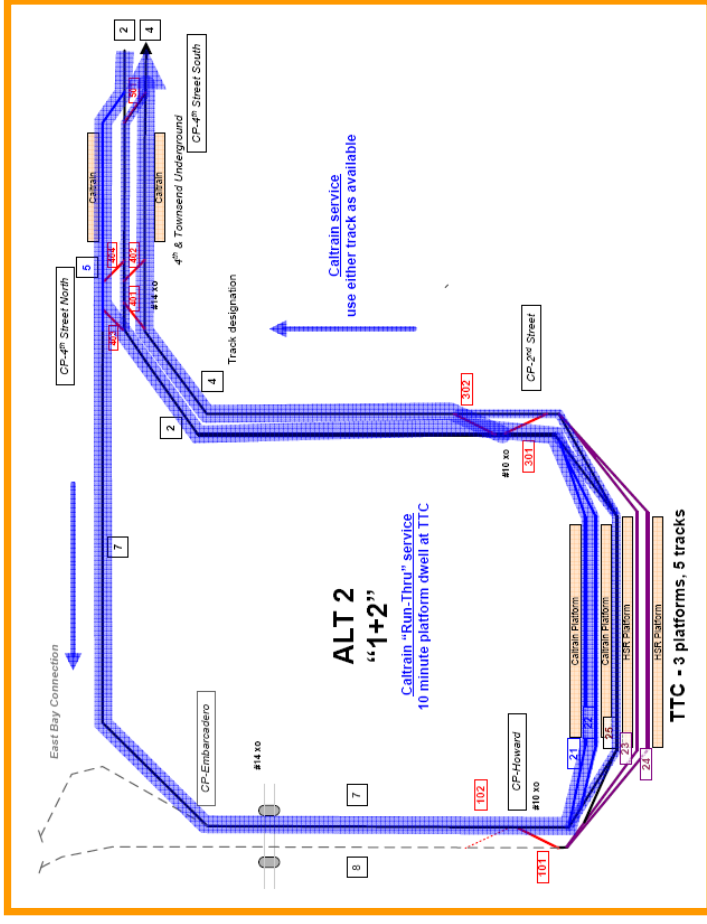 2
4
501
CP-4th Street South
Caltrain
Caltrain
4th & Townsend Underground
5
404
402
401
403
#14 xo
CP-4th Street North
Track designation
4
2
Caltrain service
use either track as available
302
CP-2nd Street
#10 xo
301
7
East Bay Connection
ALT 2
“1+2”
Caltrain “Run-Thru” service
10 minute platform dwell at TTC
Caltrain Platform
Caltrain Platform
HSR Platform
HSR Platform
TTC - 3 platforms, 5 tracks
21
22
25
23
24
CP-Embarcadero
#14 xo
7
8
102
CP-Howard
#10 xo
101